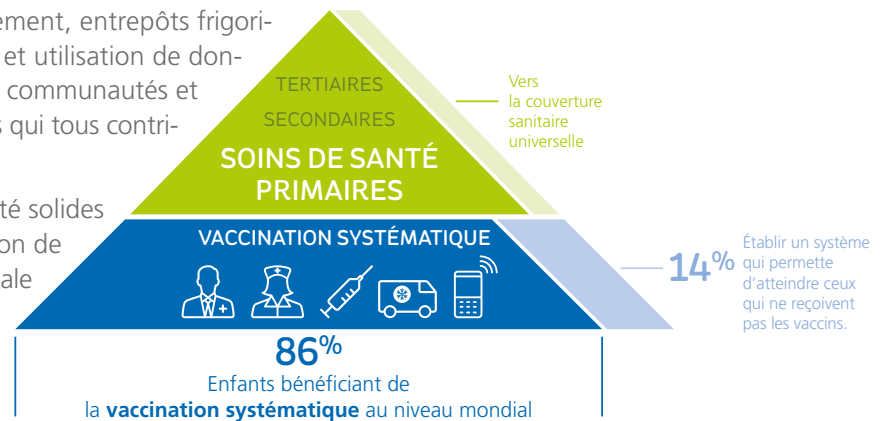 ement, entrepôts frigori-
et utilisation de don-
communautés et
s qui tous contri-
té solides
on de
ale
TERTIAIRES
SECONDAIRES
SOINS DE SANTÉ
PRIMAIRES
Vers
la couverture
sanitaire
universelle
VACCINATION SYSTÉMATIQUE
14%
Établir un système
qui permette
d'atteindre ceux
qui ne reçoivent
pas les vaccins.
86%
Enfants bénéficiant de
la vaccination systématique au niveau mondial